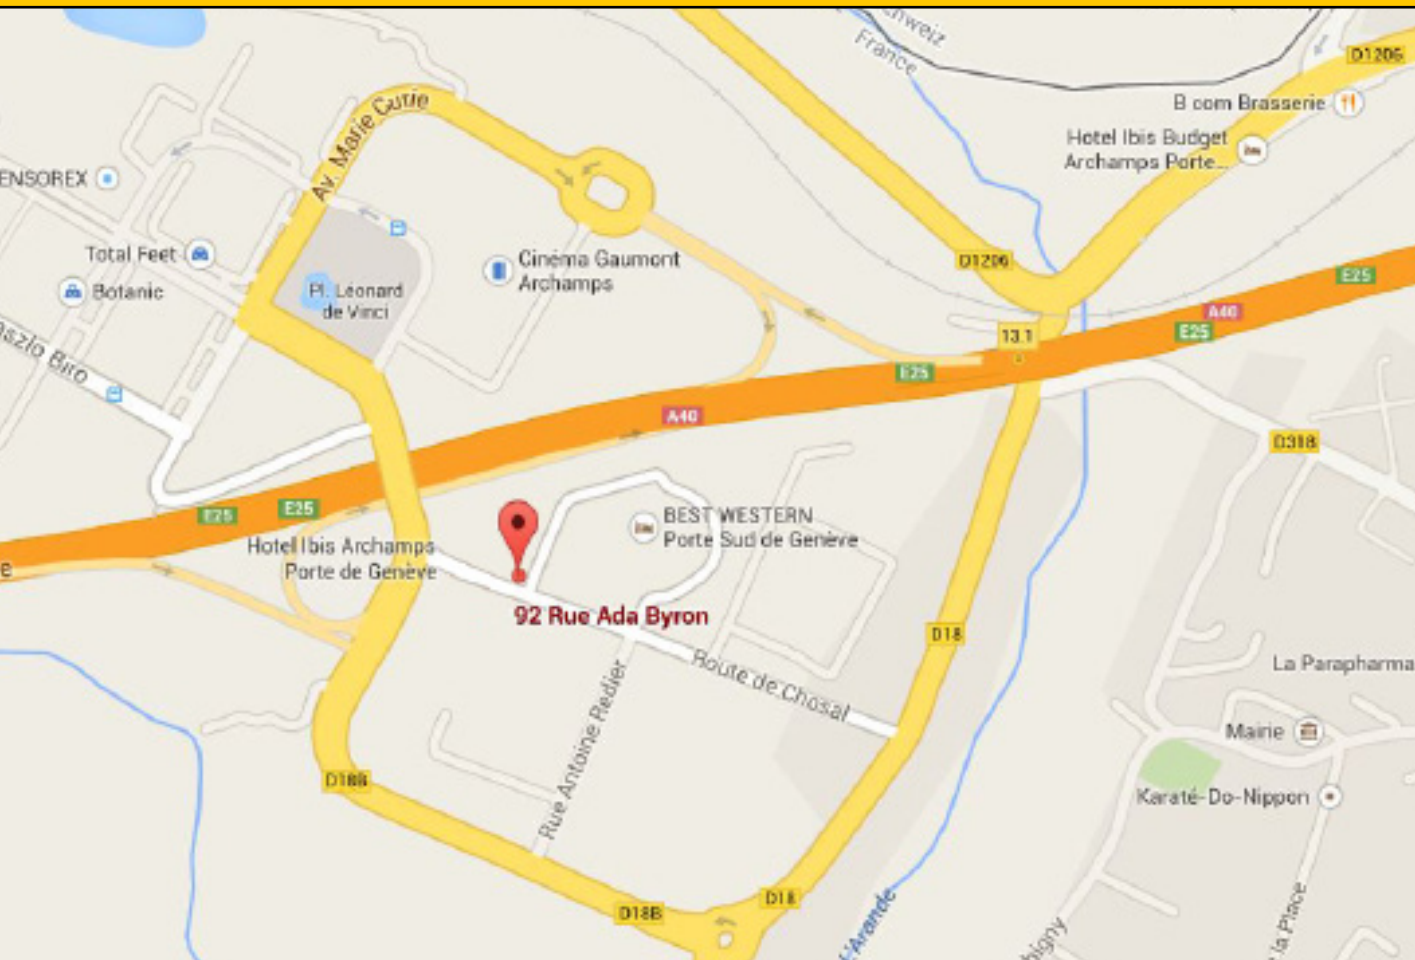 France
D1206
B com Brasserie
Av. Marie Curie
Hotel Ibis Budget
Archamps Porte...
ENSOREX
Total Feet
Cinéma Gaumont
Archamps
D1206
E25
Botanic
Pl. Léonard
de Vinci
A40
E25
13.1
aszlo Biro
E25
A40
D318
E25
E25
BEST WESTERN
Porte Sud de Genève
Hotel Ibis Archamps
Porte de Genève
e
92 Rue Ada Byron
D18
Route de Chosal
La Parapharma
Rue Antoine Redier
Mairie
D18B
Karaté-Do-Nippon
D18B
D18
L'Arande
la Place